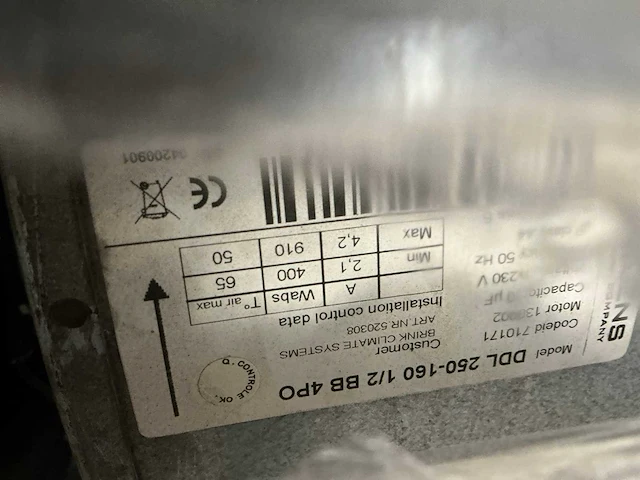 NS
COMPANY
Model DDL 250-160 1/2 BB 4PO
Codeid 710171
Motor
Capacitor µF
230 V
50 Hz
Customer
BRINK CLIMATE SYSTEMS
ART.NR.520308
Q. CONTROLE OK.
Installation control data
A Wabs T° air max
Min 2,1 400 65
Max 4,2 910 50
CE
04200901